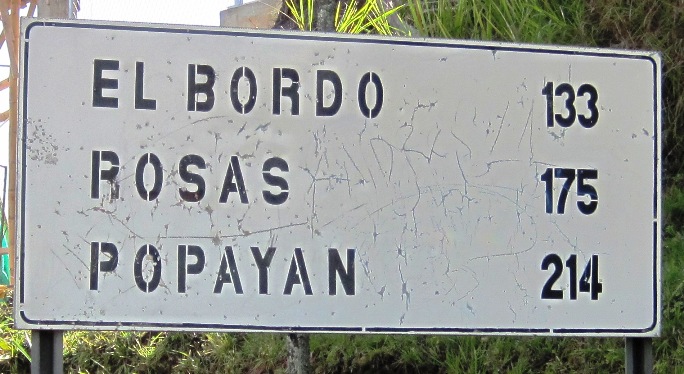 EL BORDO 133
ROSAS 175
POPAYAN 214